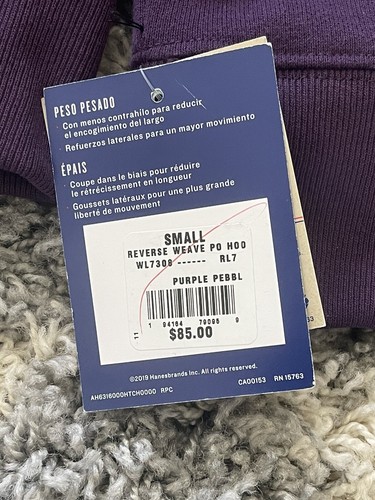 PESO PESADO
· Con menos contrahilo para reducir
el encogimiento del largo
· Refuerzos laterales para un mayor movimiento
ÉPAIS
· Coupe dans le biais pour réduire
le rétrécissement en longueur
· Goussets latéraux pour une plus grande
liberté de mouvement
SMALL
REVERSE WEAVE PO HOO
WL7308 ------ RL7
PURPLE PEBBL
1 94164 79095 9
11
$85.00
©2019 Hanesbrands Inc. All rights reserved.
AH6316000HTCH0000 RPC CA00153 RN 15763